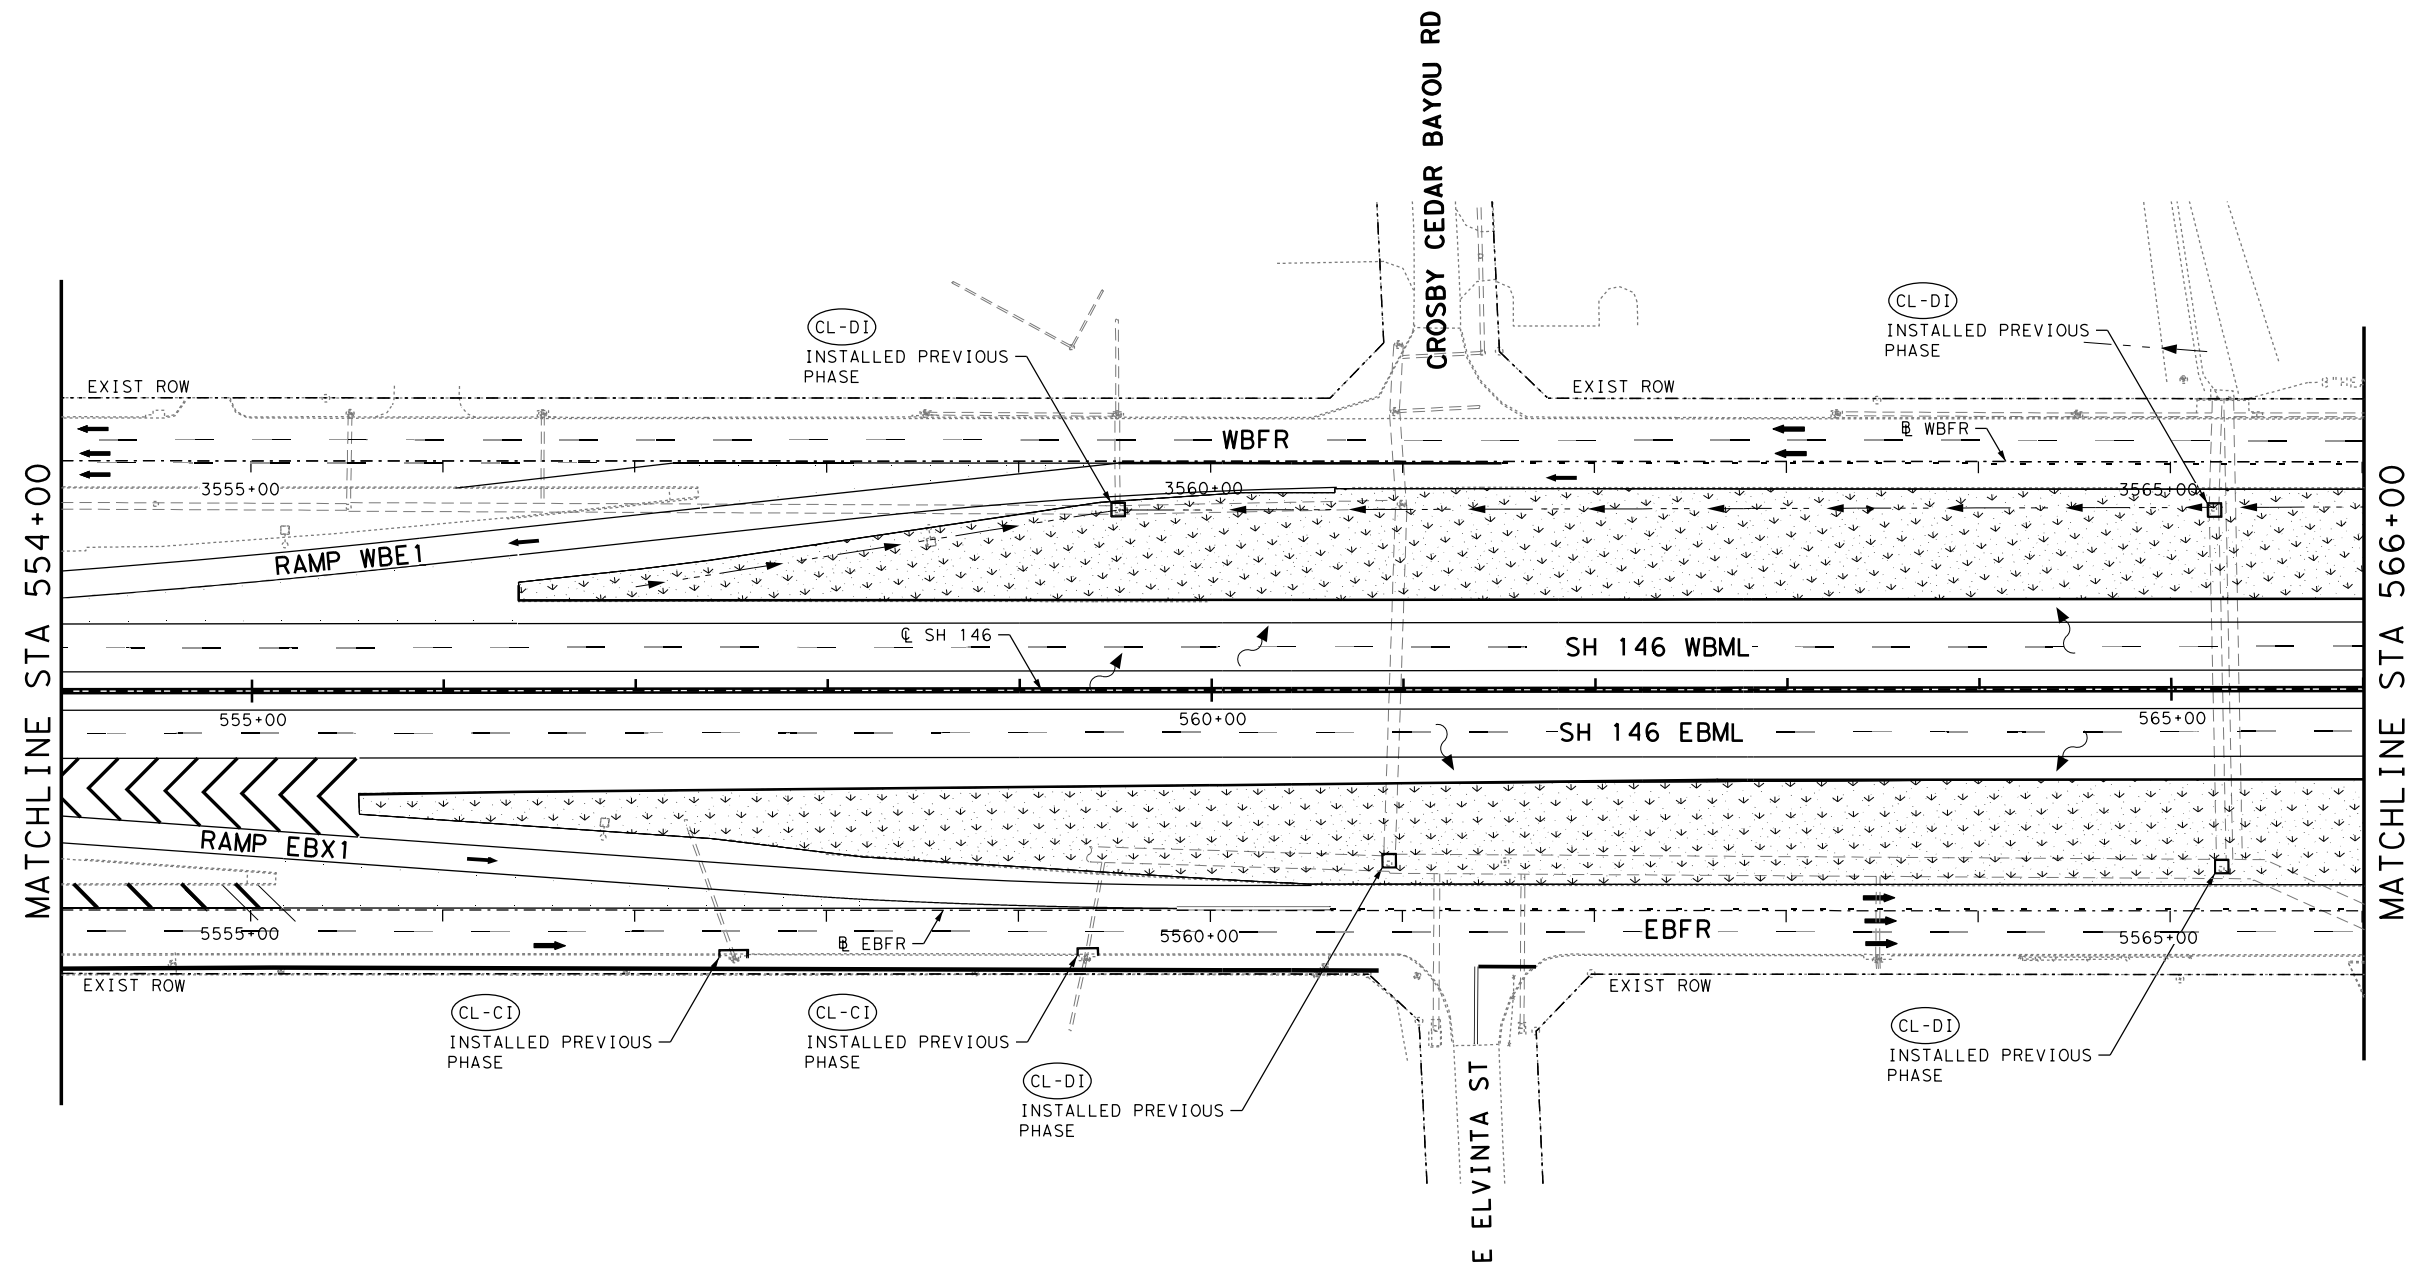 CROSBY CEDAR BAYOU RD
CL-DI
INSTALLED PREVIOUS
PHASE
CL-DI
INSTALLED PREVIOUS
PHASE
EXIST ROW
EXIST ROW
WBFR
℄ WBFR
3555+00
3560+00
3565+00
RAMP WBE1
MATCHLINE STA 554+00
MATCHLINE STA 566+00
℄ SH 146
SH 146 WBML
555+00
560+00
565+00
SH 146 EBML
RAMP EBX1
5555+00
℄ EBFR
5560+00
EBFR
5565+00
EXIST ROW
EXIST ROW
CL-CI
INSTALLED PREVIOUS
PHASE
CL-CI
INSTALLED PREVIOUS
PHASE
CL-DI
INSTALLED PREVIOUS
PHASE
CL-DI
INSTALLED PREVIOUS
PHASE
E ELVINTA ST